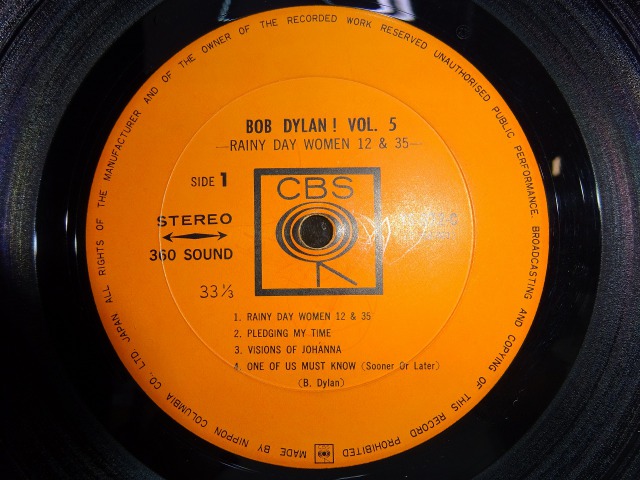 ALL RIGHTS OF THE MANUFACTURER AND OF THE OWNER OF THE RECORDED WORK RESERVED UNAUTHORISED PUBLIC PERFORMANCE. BROADCASTING AND COPYING OF THIS RECORD PROHIBITED
BOB DYLAN! VOL. 5
—RAINY DAY WOMEN 12 & 35—
SIDE 1
CBS
STEREO
360 SOUND
33⅓
1. RAINY DAY WOMEN 12 & 35
2. PLEDGING MY TIME
3. VISIONS OF JOHANNA
4. ONE OF US MUST KNOW (Sooner Or Later)
(B. Dylan)
MADE BY NIPPON COLUMBIA CO. LTD JAPAN